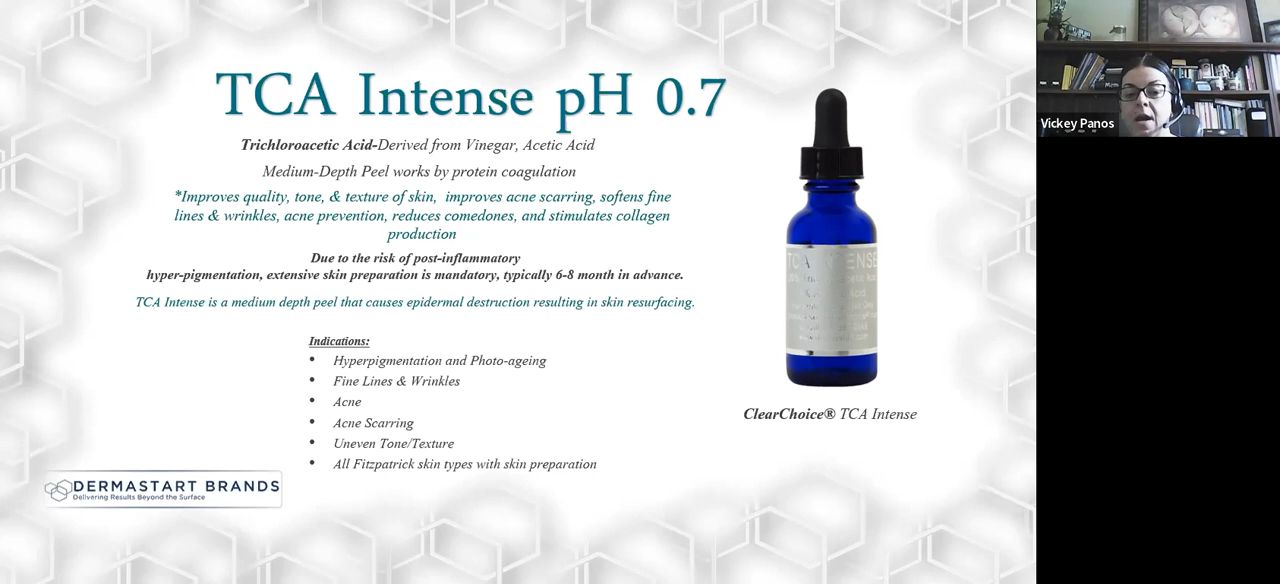 TCA Intense pH 0.7
Trichloroacetic Acid-Derived from Vinegar, Acetic Acid
Medium-Depth Peel works by protein coagulation
*Improves quality, tone, & texture of skin, improves acne scarring, softens fine
lines & wrinkles, acne prevention, reduces comedones, and stimulates collagen
production
Due to the risk of post-inflammatory
hyper-pigmentation, extensive skin preparation is mandatory, typically 6-8 month in advance.
TCA Intense is a medium depth peel that causes epidermal destruction resulting in skin resurfacing.
Indications:
• Hyperpigmentation and Photo-ageing
• Fine Lines & Wrinkles
• Acne
• Acne Scarring
• Uneven Tone/Texture
• All Fitzpatrick skin types with skin preparation
TCA INTENSE
ClearChoice® TCA Intense
DERMASTART BRANDS
Delivering Results Beyond the Surface
Vickey Panos